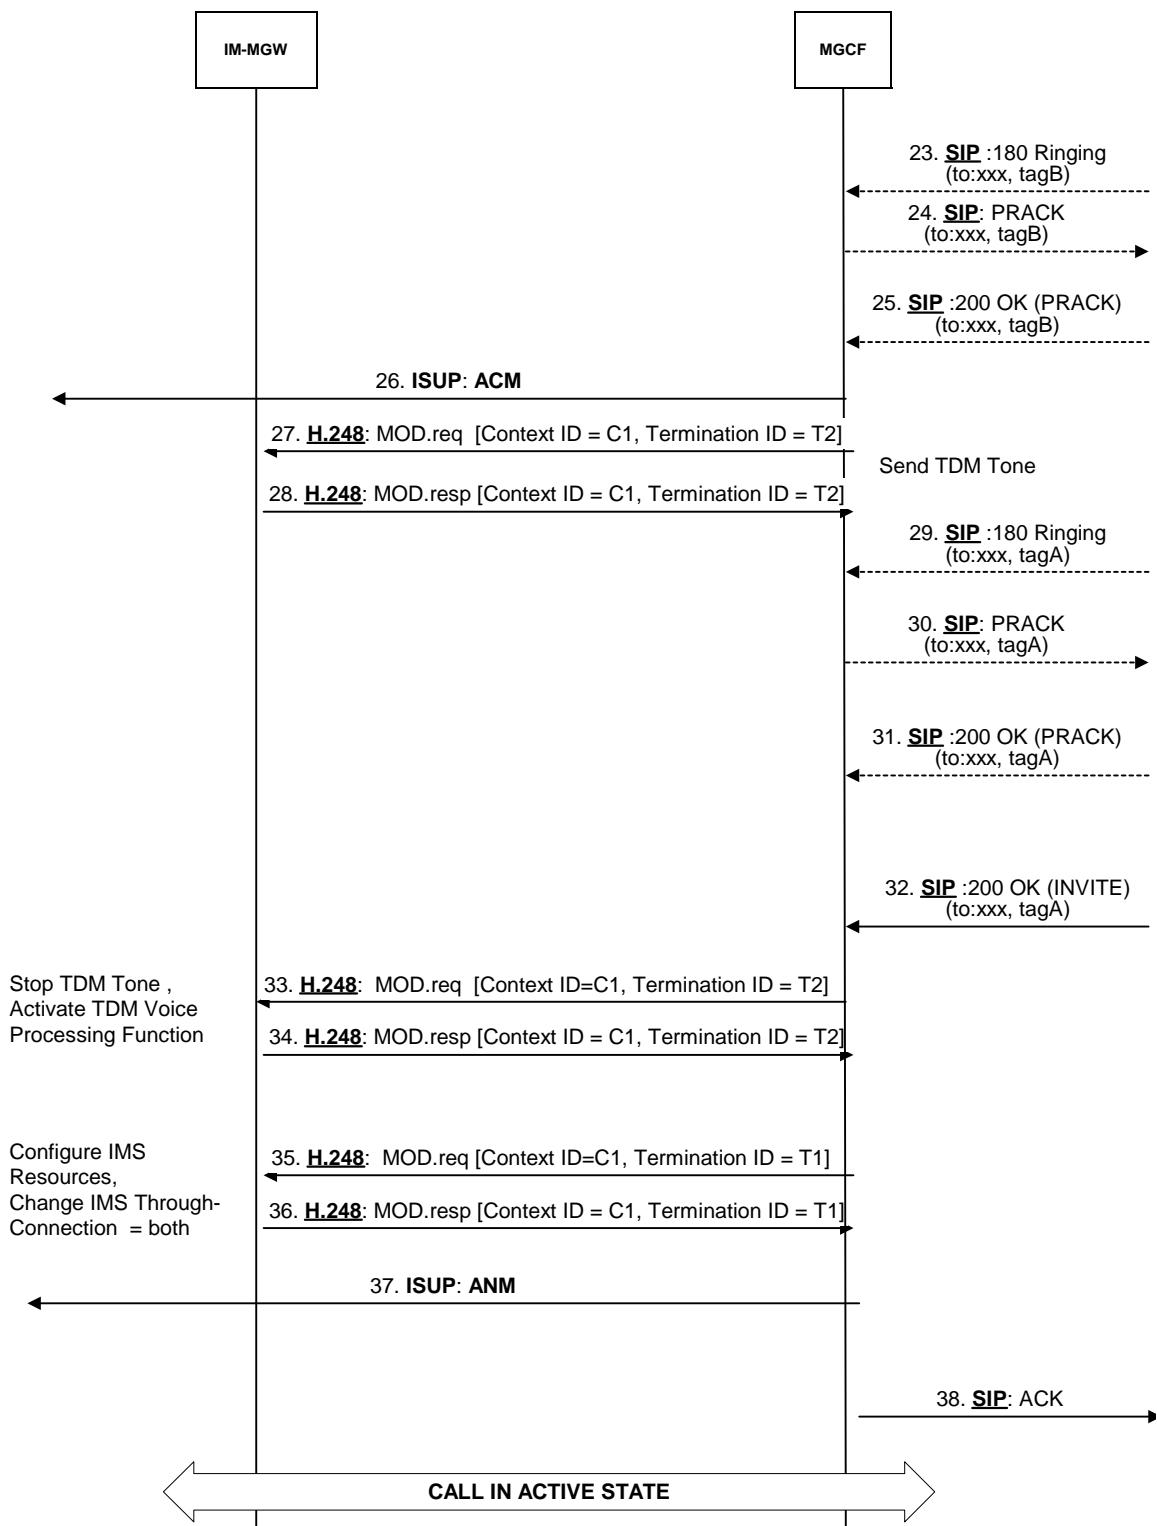 IM-MGW
MGCF
23. SIP :180 Ringing
(to:xxx, tagB)
24. SIP: PRACK
(to:xxx, tagB)
25. SIP :200 OK (PRACK)
(to:xxx, tagB)
26. ISUP: ACM
27. H.248: MOD.req [Context ID = C1, Termination ID = T2]
Send TDM Tone
28. H.248: MOD.resp [Context ID = C1, Termination ID = T2]
29. SIP :180 Ringing
(to:xxx, tagA)
30. SIP: PRACK
(to:xxx, tagA)
31. SIP :200 OK (PRACK)
(to:xxx, tagA)
32. SIP :200 OK (INVITE)
(to:xxx, tagA)
Stop TDM Tone ,
Activate TDM Voice
Processing Function
33. H.248: MOD.req [Context ID=C1, Termination ID = T2]
34. H.248: MOD.resp [Context ID = C1, Termination ID = T2]
Configure IMS
Resources,
Change IMS Through-
Connection = both
35. H.248: MOD.req [Context ID=C1, Termination ID = T1]
36. H.248: MOD.resp [Context ID = C1, Termination ID = T1]
37. ISUP: ANM
38. SIP: ACK
CALL IN ACTIVE STATE